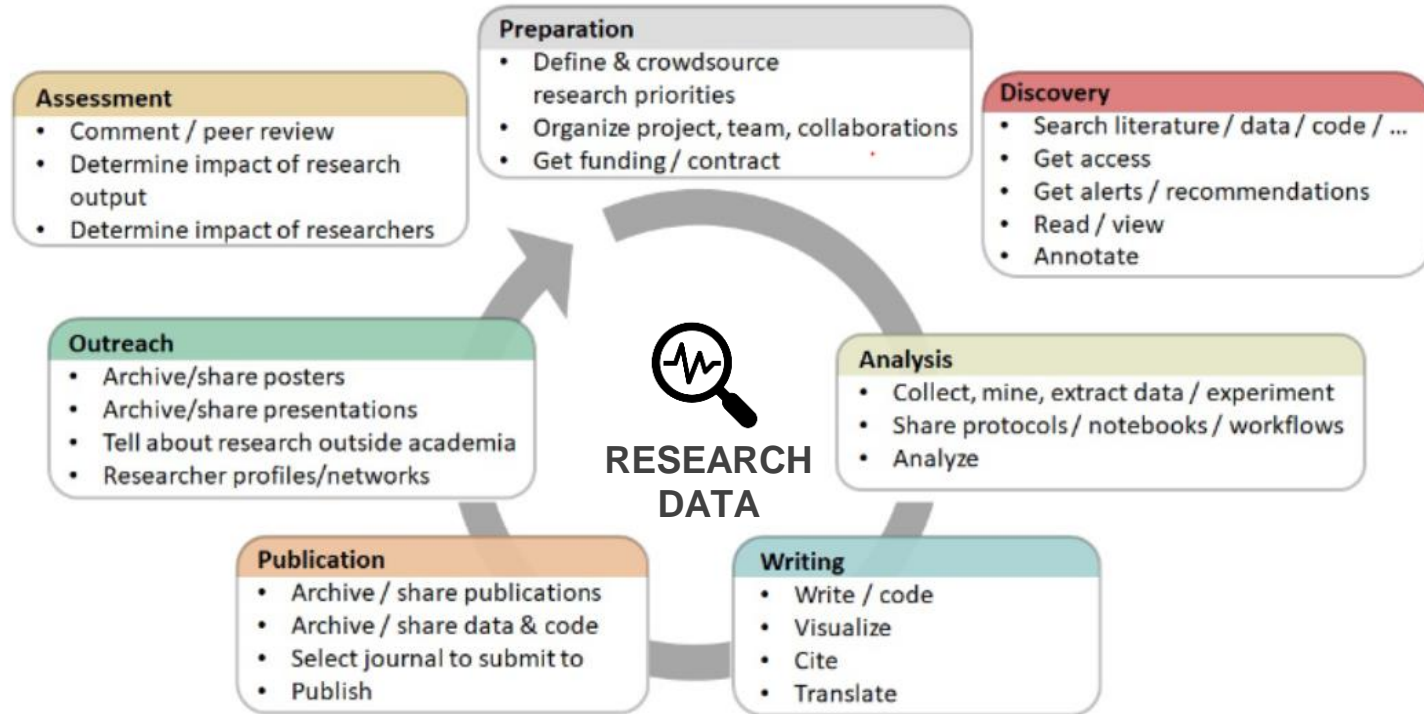 Preparation
• Define & crowdsource
research priorities
• Organize project, team, collaborations
• Get funding / contract
Discovery
• Search literature / data / code / ...
• Get access
• Get alerts / recommendations
• Read / view
• Annotate
Analysis
• Collect, mine, extract data / experiment
• Share protocols / notebooks / workflows
• Analyze
Writing
• Write / code
• Visualize
• Cite
• Translate
Publication
• Archive / share publications
• Archive / share data & code
• Select journal to submit to
• Publish
Outreach
• Archive/share posters
• Archive/share presentations
• Tell about research outside academia
• Researcher profiles/networks
Assessment
• Comment / peer review
• Determine impact of research
output
• Determine impact of researchers
RESEARCH
DATA